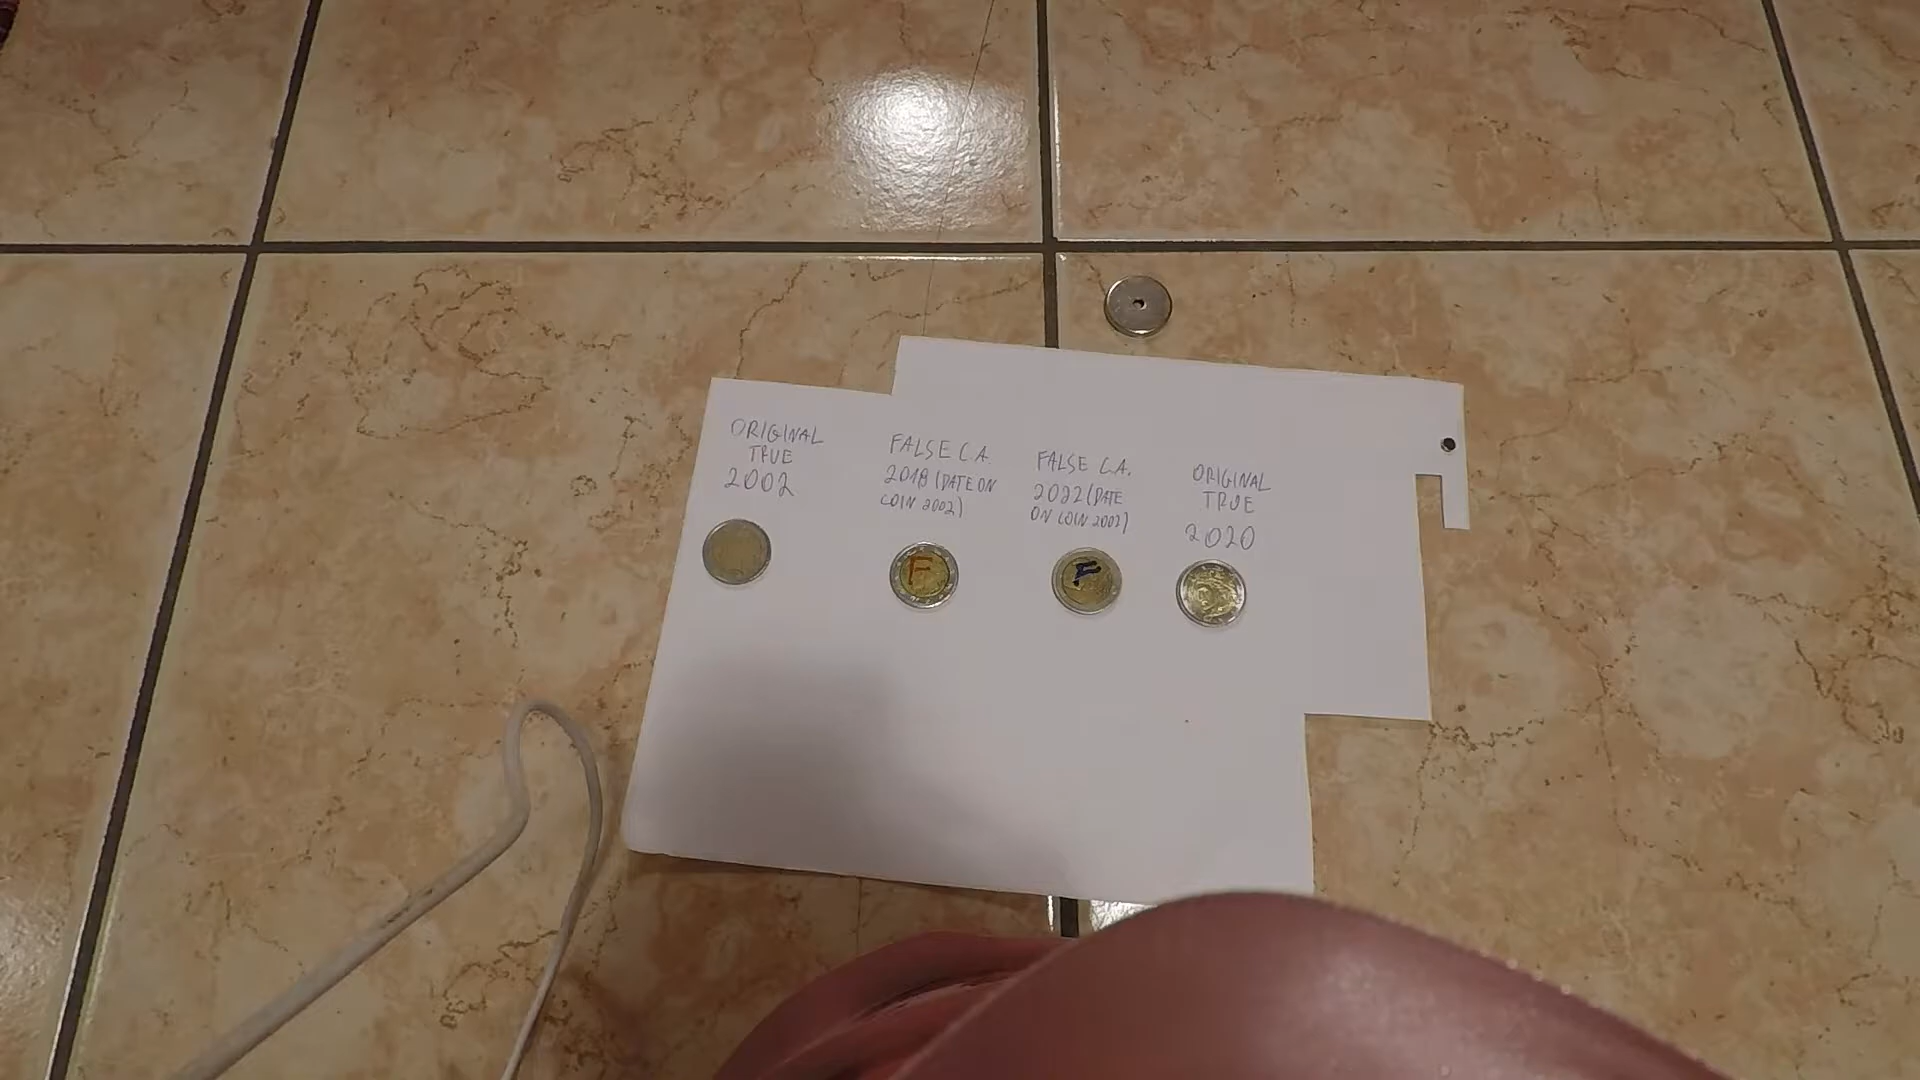 ORIGINAL
TRUE
2002
FALSE C.A.
2018 (DATE ON
COIN 2002)
FALSE C.A.
2022 (DATE
ON COIN 2002)
ORIGINAL
TRUE
2020
F
F